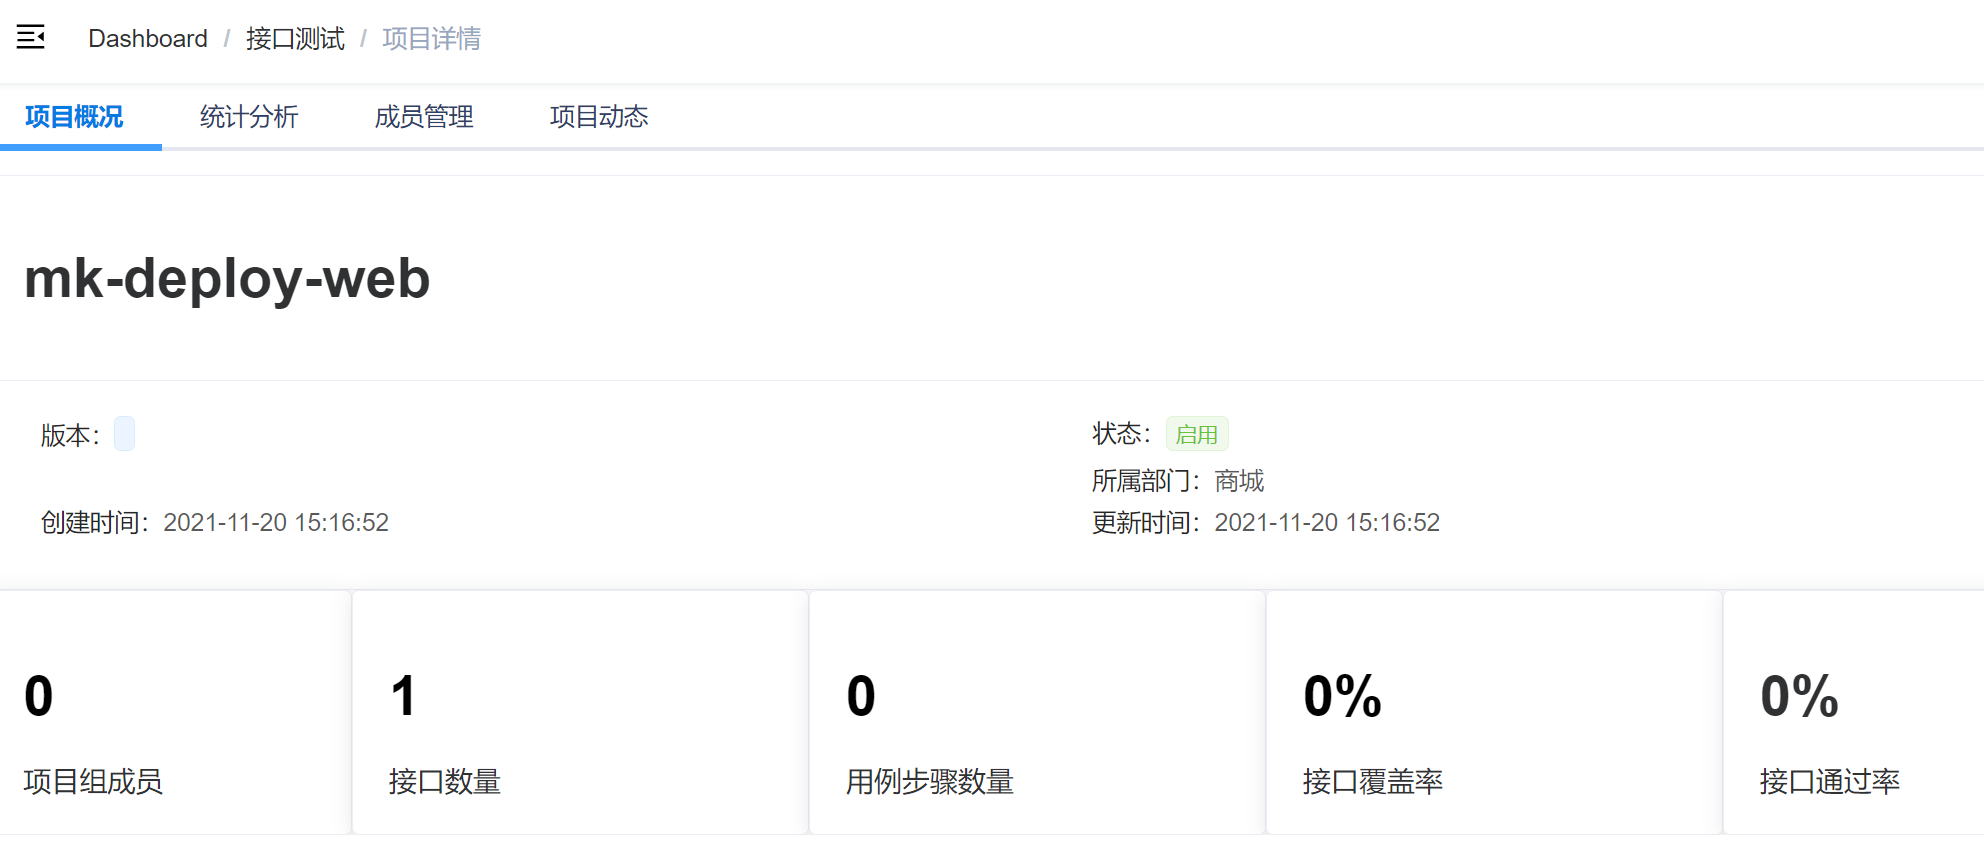 Dashboard / 接口测试 / 项目详情
项目概况 统计分析 成员管理 项目动态
mk-deploy-web
版本：
状态： 启用
所属部门： 商城
创建时间： 2021-11-20 15:16:52
更新时间： 2021-11-20 15:16:52
0
项目组成员
1
接口数量
0
用例步骤数量
0%
接口覆盖率
0%
接口通过率